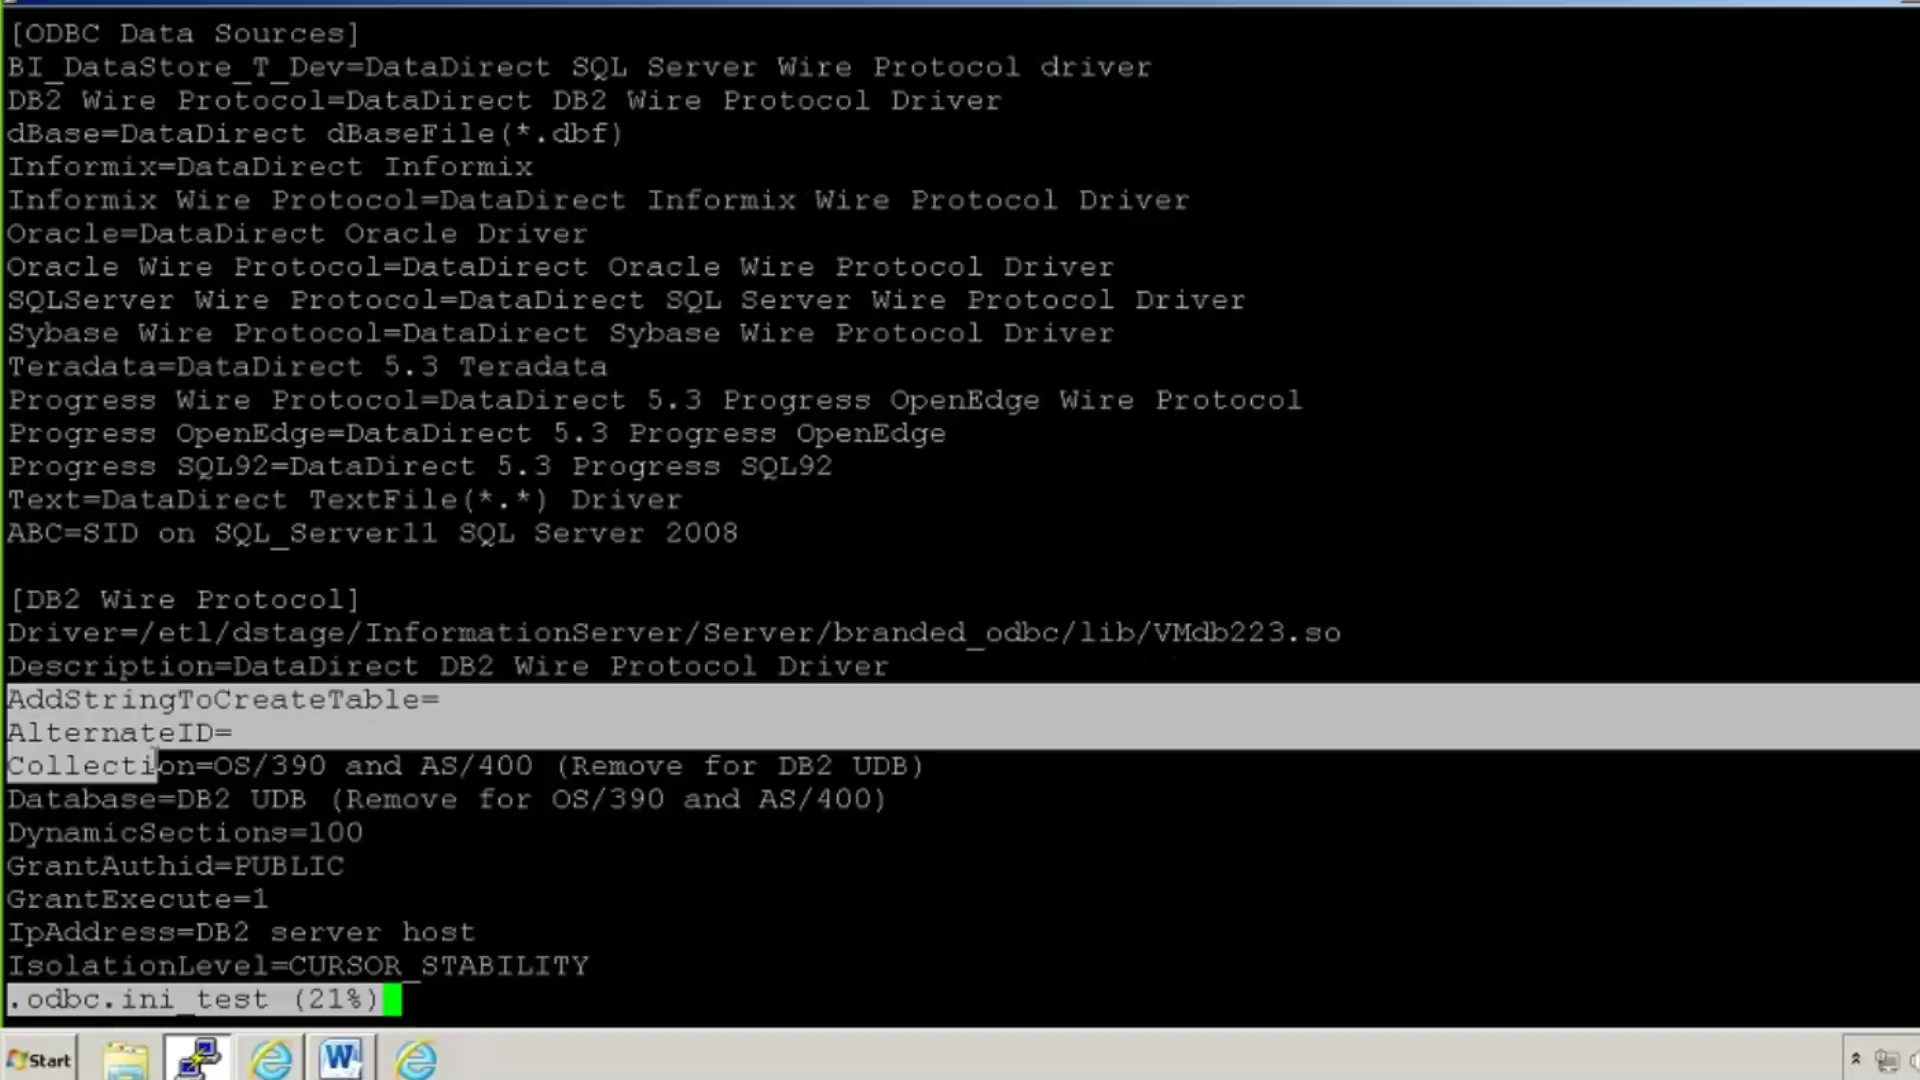 [ODBC Data Sources]
BI_DataStore_T_Dev=DataDirect SQL Server Wire Protocol driver
DB2 Wire Protocol=DataDirect DB2 Wire Protocol Driver
dBase=DataDirect dBaseFile(*.dbf)
Informix=DataDirect Informix
Informix Wire Protocol=DataDirect Informix Wire Protocol Driver
Oracle=DataDirect Oracle Driver
Oracle Wire Protocol=DataDirect Oracle Wire Protocol Driver
SQLServer Wire Protocol=DataDirect SQL Server Wire Protocol Driver
Sybase Wire Protocol=DataDirect Sybase Wire Protocol Driver
Teradata=DataDirect 5.3 Teradata
Progress Wire Protocol=DataDirect 5.3 Progress OpenEdge Wire Protocol
Progress OpenEdge=DataDirect 5.3 Progress OpenEdge
Progress SQL92=DataDirect 5.3 Progress SQL92
Text=DataDirect TextFile(*.*) Driver
ABC=SID on SQL_Server11 SQL Server 2008
[DB2 Wire Protocol]
Driver=/etl/dstage/InformationServer/Server/branded_odbc/lib/VMdb223.so
Description=DataDirect DB2 Wire Protocol Driver
AddStringToCreateTable=
AlternateID=
Collection=OS/390 and AS/400 (Remove for DB2 UDB)
Database=DB2 UDB (Remove for OS/390 and AS/400)
DynamicSections=100
GrantAuthid=PUBLIC
GrantExecute=1
IpAddress=DB2 server host
IsolationLevel=CURSOR_STABILITY
.odbc.ini_test (21%)
Start